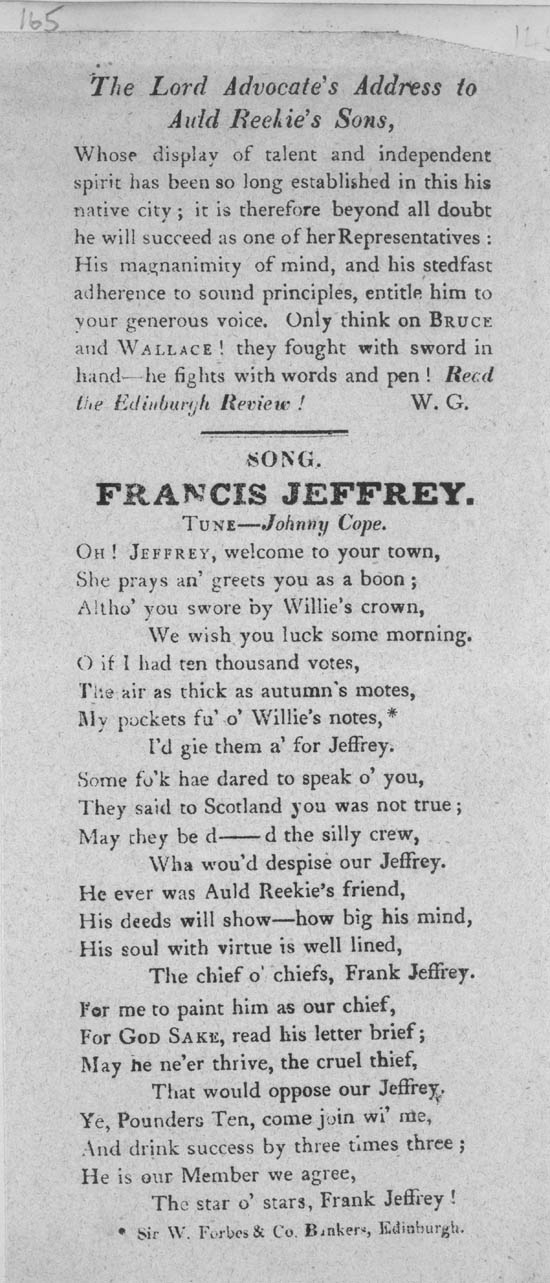 165
The Lord Advocate's Address to
Auld Reekie's Sons,
Whose display of talent and independent
spirit has been so long established in this his
native city; it is therefore beyond all doubt
he will succeed as one of her Representatives:
His magnanimity of mind, and his stedfast
adherence to sound principles, entitle him to
your generous voice. Only think on BRUCE
and WALLACE! they fought with sword in
hand—he fights with words and pen! Read
the Edinburgh Review! W. G.
SONG.
FRANCIS JEFFREY.
TUNE—Johnny Cope.
OH! JEFFREY, welcome to your town,
She prays an' greets you as a boon;
Altho' you swore by Willie's crown,
We wish you luck some morning.
O if I had ten thousand votes,
The air as thick as autumn's motes,
My pockets fu' o' Willie's notes,*
I'd gie them a' for Jeffrey.
Some fo'k hae dared to speak o' you,
They said to Scotland you was not true;
May they be d——d the silly crew,
Wha wou'd despise our Jeffrey.
He ever was Auld Reekie's friend,
His deeds will show—how big his mind,
His soul with virtue is well lined,
The chief o' chiefs, Frank Jeffrey.
For me to paint him as our chief,
For GOD SAKE, read his letter brief;
May he ne'er thrive, the cruel thief,
That would oppose our Jeffrey.
Ye, Pounders Ten, come join wi' me,
And drink success by three times three;
He is our Member we agree,
The star o' stars, Frank Jeffrey!
* Sir W. Forbes & Co. Bankers, Edinburgh.